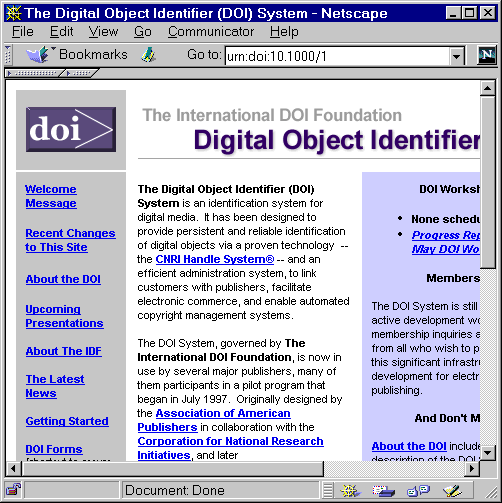 The Digital Object Identifier (DOI) System - Netscape
File Edit View Go Communicator Help
Bookmarks Go to: urn:doi:10.1000/1
N
doi>
The International DOI Foundation
Digital Object Identifier
Welcome
Message
Recent Changes
to This Site
About the DOI
Upcoming
Presentations
About The IDF
The Latest
News
Getting Started
DOI Forms
The Digital Object Identifier (DOI)
System is an identification system for
digital media. It has been designed to
provide persistent and reliable identification
of digital objects via a proven technology --
the CNRI Handle System® -- and an
efficient administration system, to link
customers with publishers, facilitate
electronic commerce, and enable automated
copyright management systems.
The DOI System, governed by The
International DOI Foundation, is now in
use by several major publishers, many of
them participants in a pilot program that
began in July 1997. Originally designed by
the Association of American
Publishers in collaboration with the
Corporation for National Research
Initiatives, and later
DOI Worksh
• None schedu
• Progress Rep
May DOI Wo
Members
The DOI System is still
active development wo
membership inquiries a
from all who wish to p
this significant infrastru
development for electr
publishing.
And Don't M
About the DOI include
description of the DOI
Document: Done